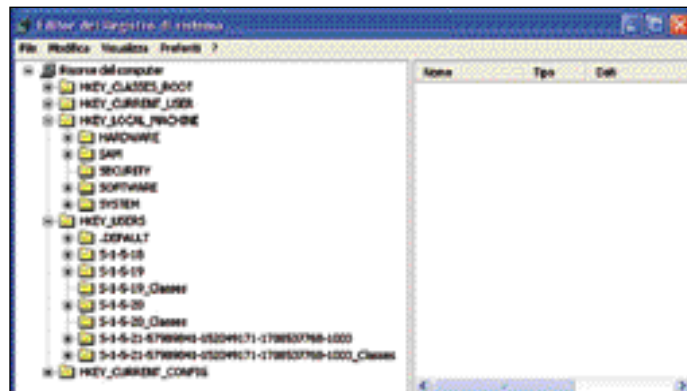 Editor del Registro di sistema
File Modifica Visualizza Preferiti ?
Risorse del computer
HKEY_CLASSES_ROOT
HKEY_CURRENT_USER
HKEY_LOCAL_MACHINE
HARDWARE
SAM
SECURITY
SOFTWARE
SYSTEM
HKEY_USERS
.DEFAULT
S-1-5-18
S-1-5-19
S-1-5-19_Classes
S-1-5-20
S-1-5-20_Classes
HKEY_CURRENT_CONFIG
Nome Tipo Dati